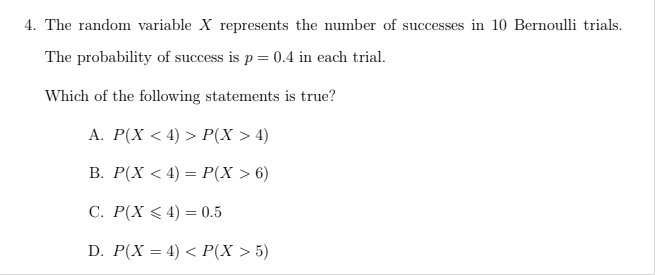 4. The random variable X represents the number of successes in 10 Bernoulli trials.
The probability of success is p = 0.4 in each trial.
Which of the following statements is true?
A. P(X < 4) > P(X > 4)
B. P(X < 4) = P(X > 6)
C. P(X ⩽ 4) = 0.5
D. P(X = 4) < P(X > 5)